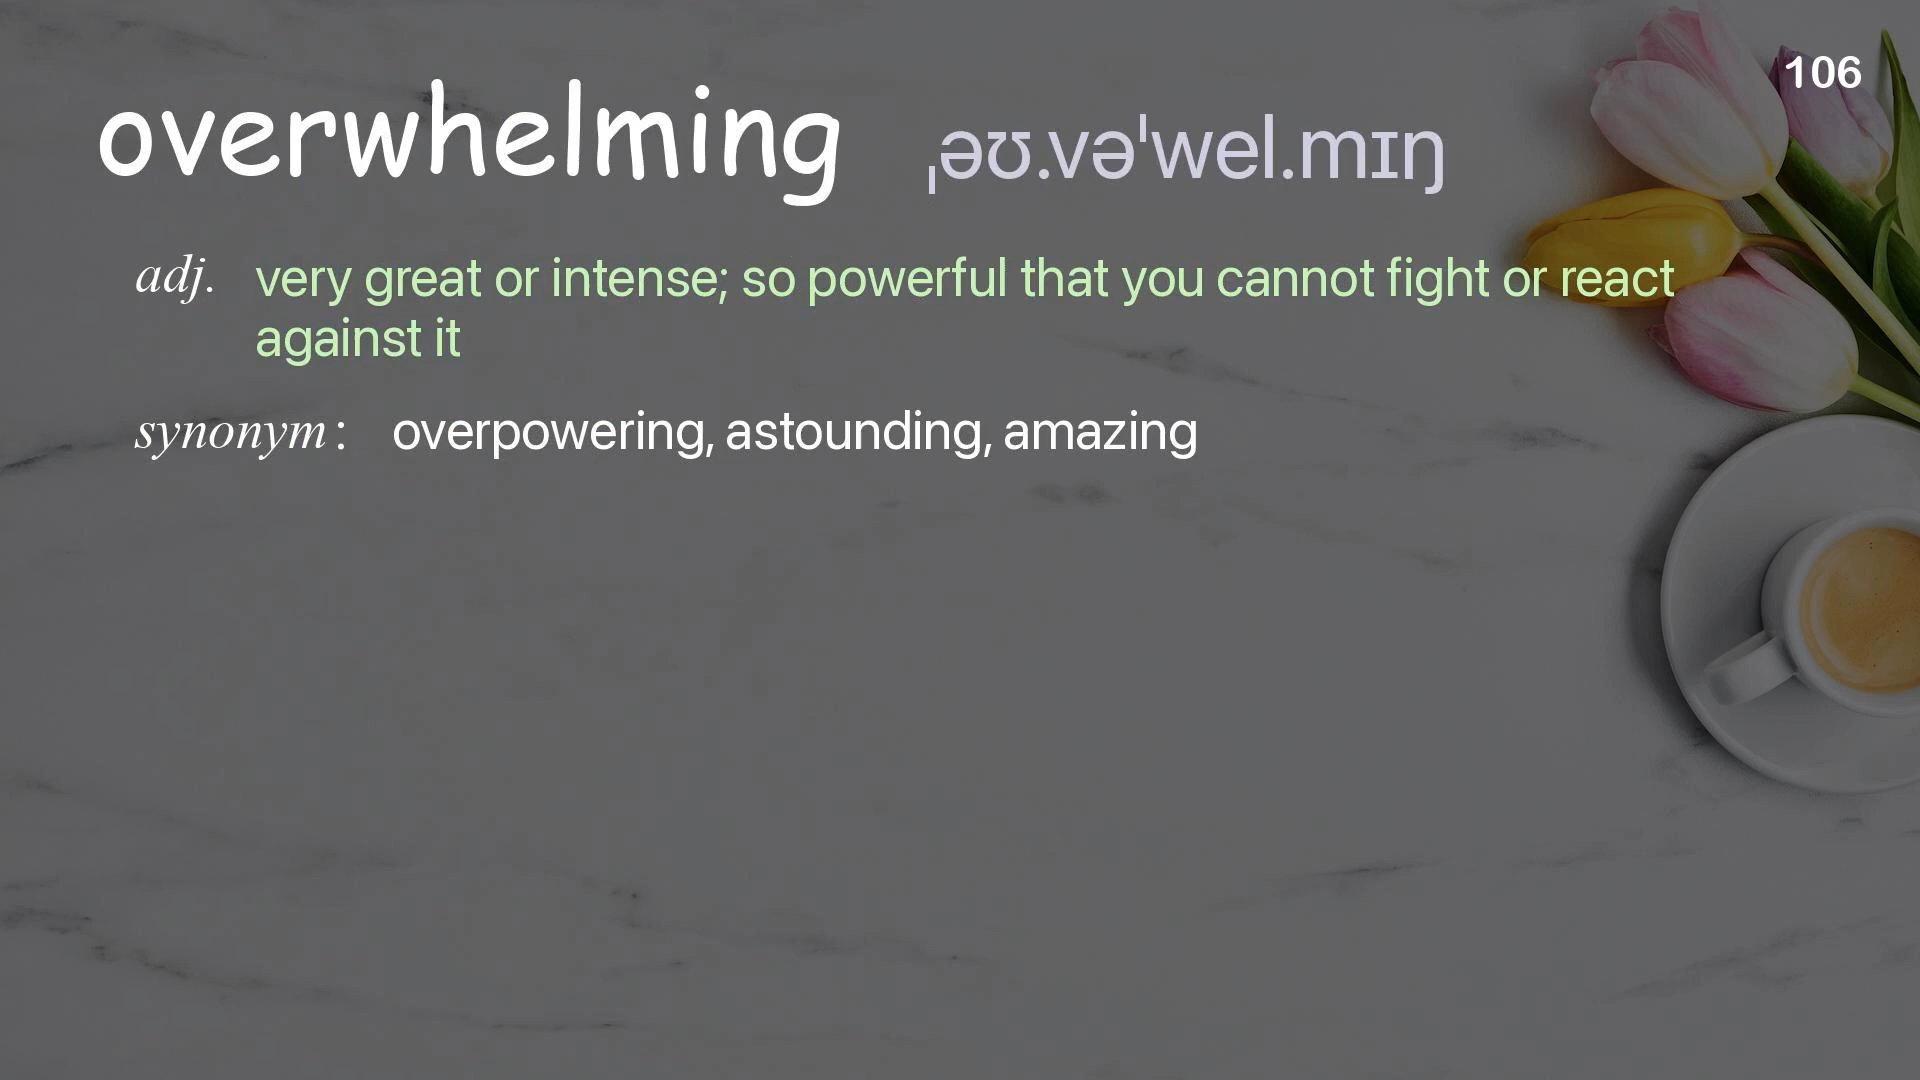 106
overwhelming ˌəʊ.vəˈwel.mɪŋ
adj. very great or intense; so powerful that you cannot fight or react
against it
synonym: overpowering, astounding, amazing